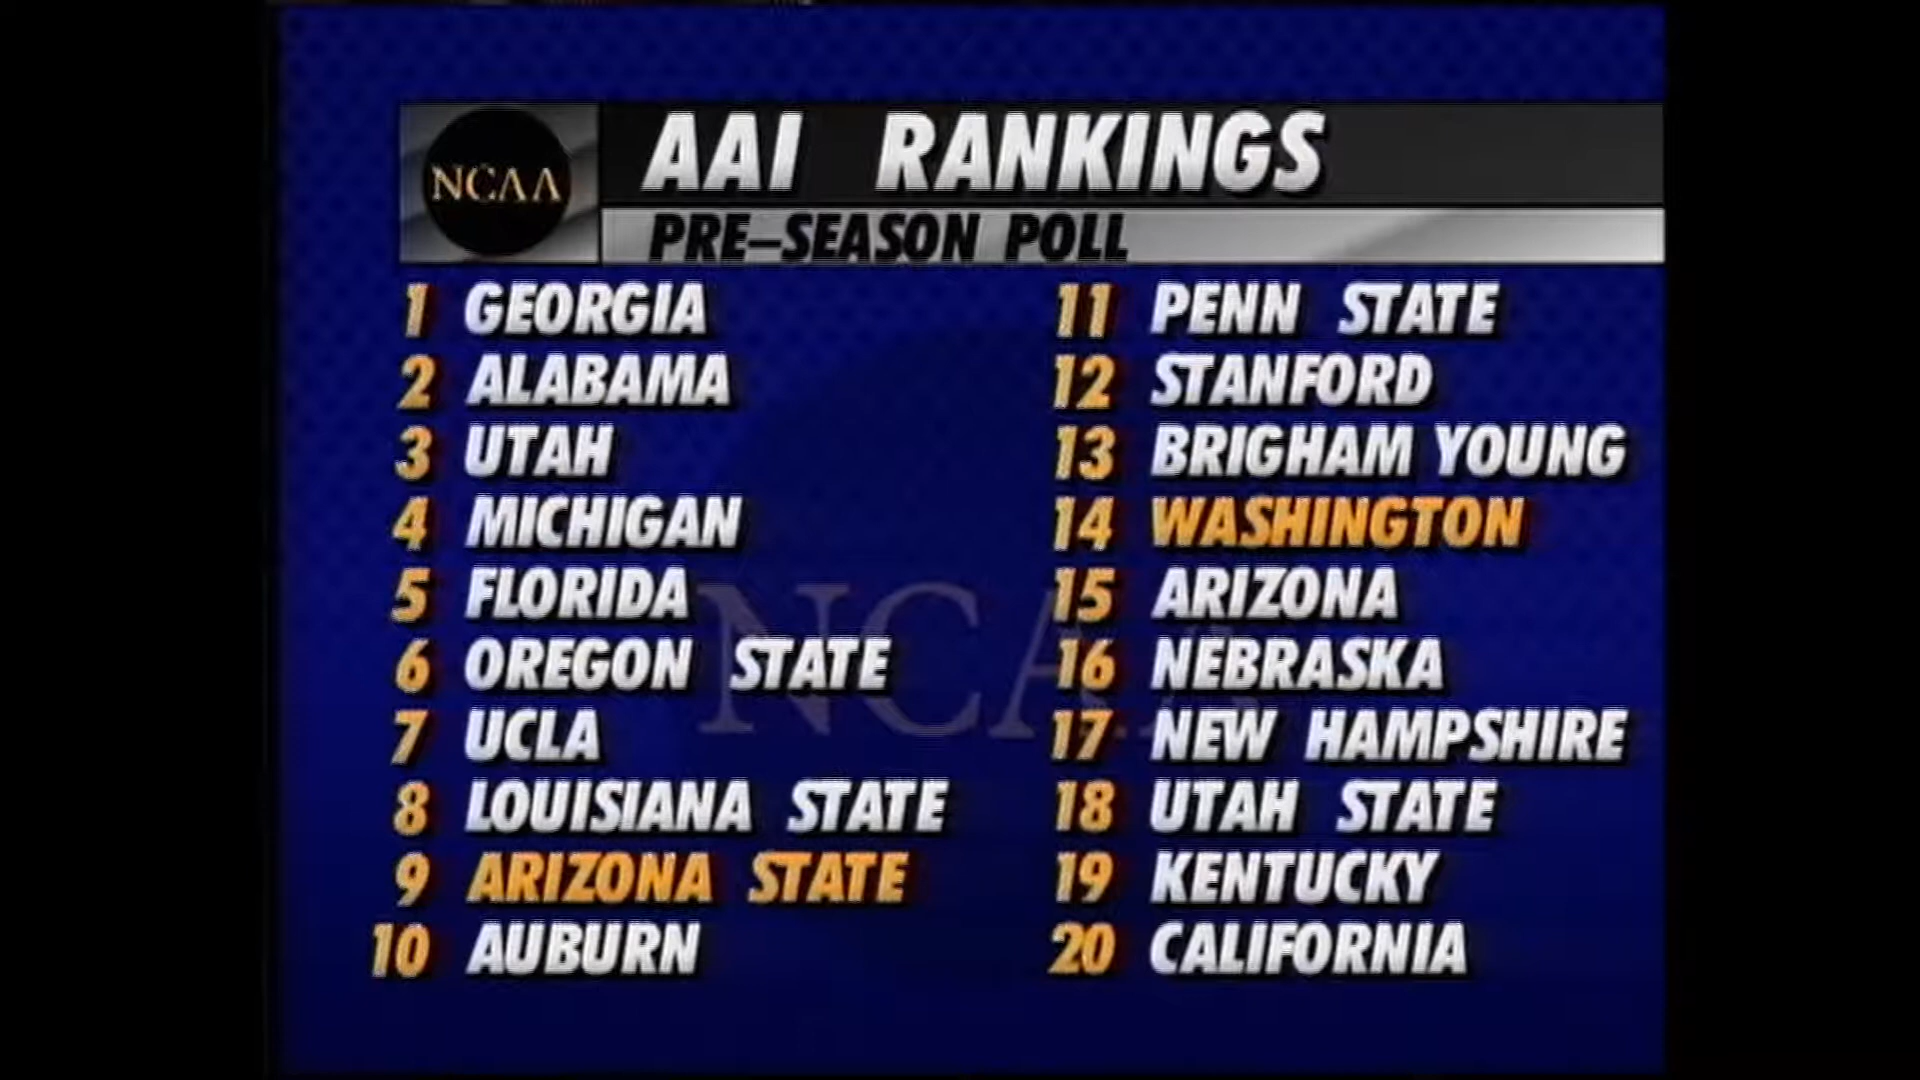 NCAA
AAI RANKINGS
PRE-SEASON POLL
1 GEORGIA
2 ALABAMA
3 UTAH
4 MICHIGAN
5 FLORIDA
6 OREGON STATE
7 UCLA
8 LOUISIANA STATE
9 ARIZONA STATE
10 AUBURN
11 PENN STATE
12 STANFORD
13 BRIGHAM YOUNG
14 WASHINGTON
15 ARIZONA
16 NEBRASKA
17 NEW HAMPSHIRE
18 UTAH STATE
19 KENTUCKY
20 CALIFORNIA
NCAA